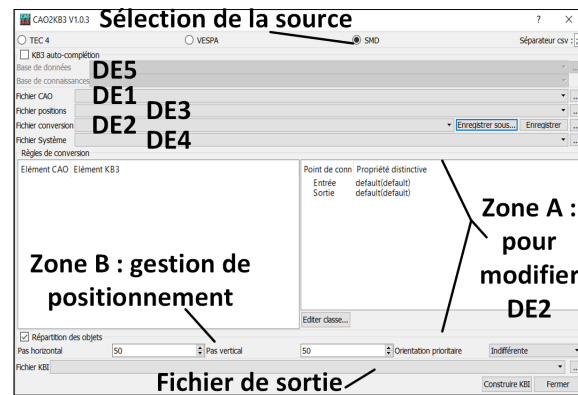 CAO2KB3 V1.0.3 Sélection de la source ? ×
TEC 4 VESPA SMD Séparateur csv : ;
KB3 auto-complétion
Base de données DE5 ...
Base de connaissances
Fichier CAO DE1 ...
Fichier positions DE3 ...
Fichier conversion DE2 Enregistrer sous... Enregistrer ...
Fichier Système DE4 ...
Règles de conversion
Elément CAO Elément KB3
Point de conn Propriété distinctive
Entrée default(default)
Sortie default(default)
Zone A :
pour
modifier
DE2
Zone B : gestion de
positionnement
Editer classe...
Répartition des objets
Pas horizontal 50 Pas vertical 50 Orientation prioritaire Indifférente
Fichier KBI ...
Fichier de sortie
Construire KBI Fermer